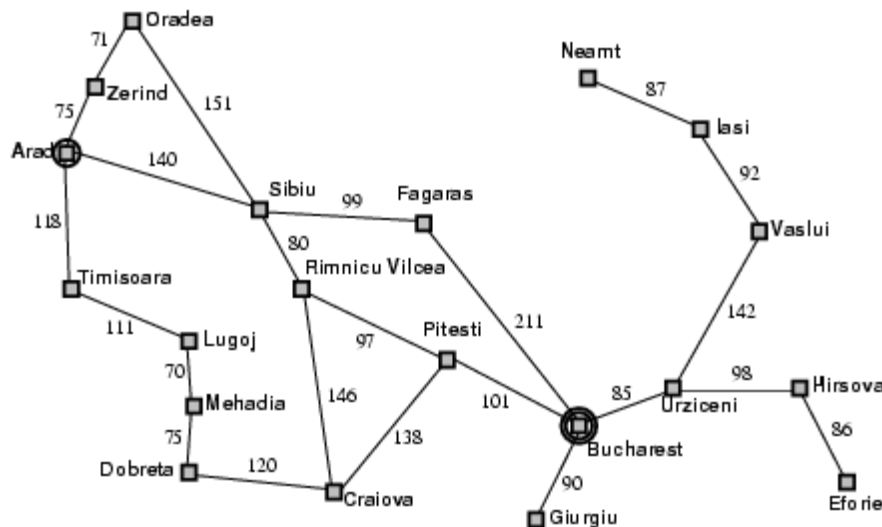 Oradea
71
Neamt
Zerind
87
75
151
Iasi
Arad
140
92
Sibiu
Fagaras
99
118
Vaslui
80
Timisoara
Rimnicu Vilcea
142
111
Pitesti
211
Lugoj
97
70
98
Hirsova
85
Mehadia
146
101
Urziceni
86
75
138
Bucharest
Dobreta
120
90
Craiova
Eforie
Giurgiu